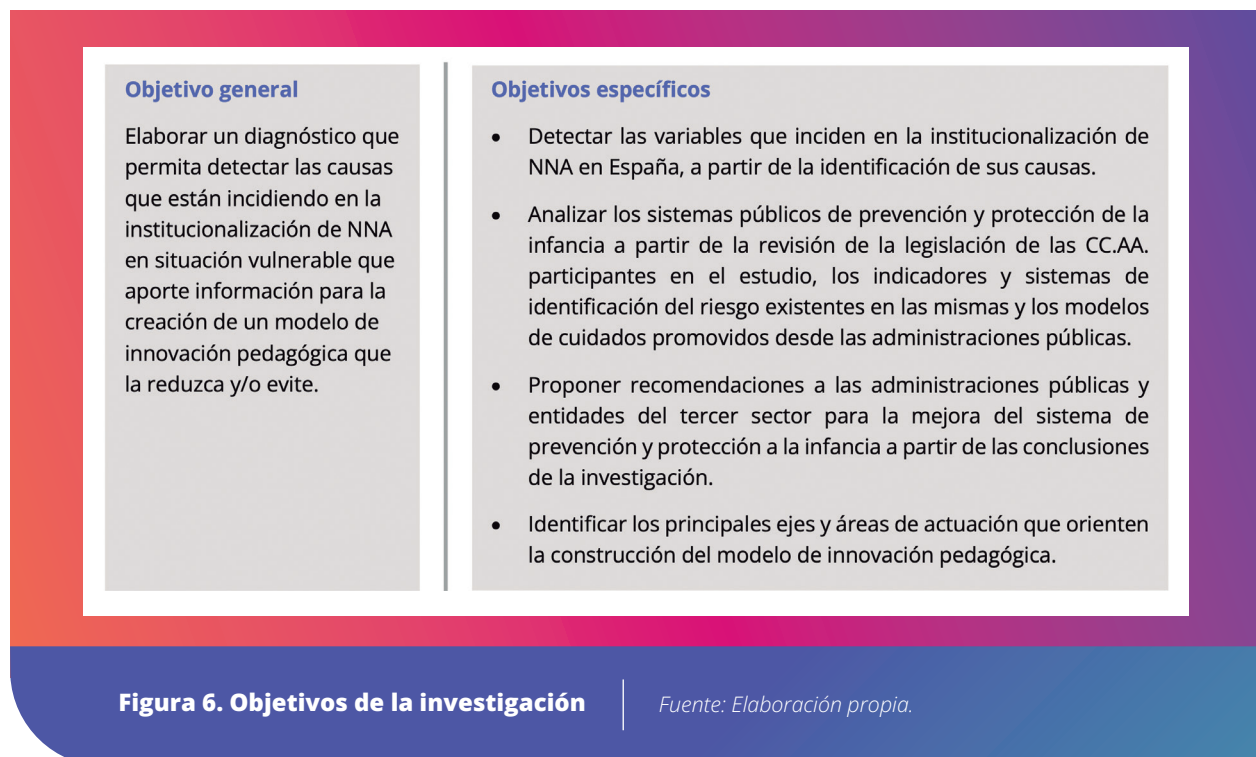 Objetivo general
Elaborar un diagnóstico que
permita detectar las causas
que están incidiendo en la
institucionalización de NNA
en situación vulnerable que
aporte información para la
creación de un modelo de
innovación pedagógica que
la reduzca y/o evite.
Objetivos específicos
• Detectar las variables que inciden en la institucionalización de
NNA en España, a partir de la identificación de sus causas.
• Analizar los sistemas públicos de prevención y protección de la
infancia a partir de la revisión de la legislación de las CC.AA.
participantes en el estudio, los indicadores y sistemas de
identificación del riesgo existentes en las mismas y los modelos
de cuidados promovidos desde las administraciones públicas.
• Proponer recomendaciones a las administraciones públicas y
entidades del tercer sector para la mejora del sistema de
prevención y protección a la infancia a partir de las conclusiones
de la investigación.
• Identificar los principales ejes y áreas de actuación que orienten
la construcción del modelo de innovación pedagógica.
Figura 6. Objetivos de la investigación
Fuente: Elaboración propia.